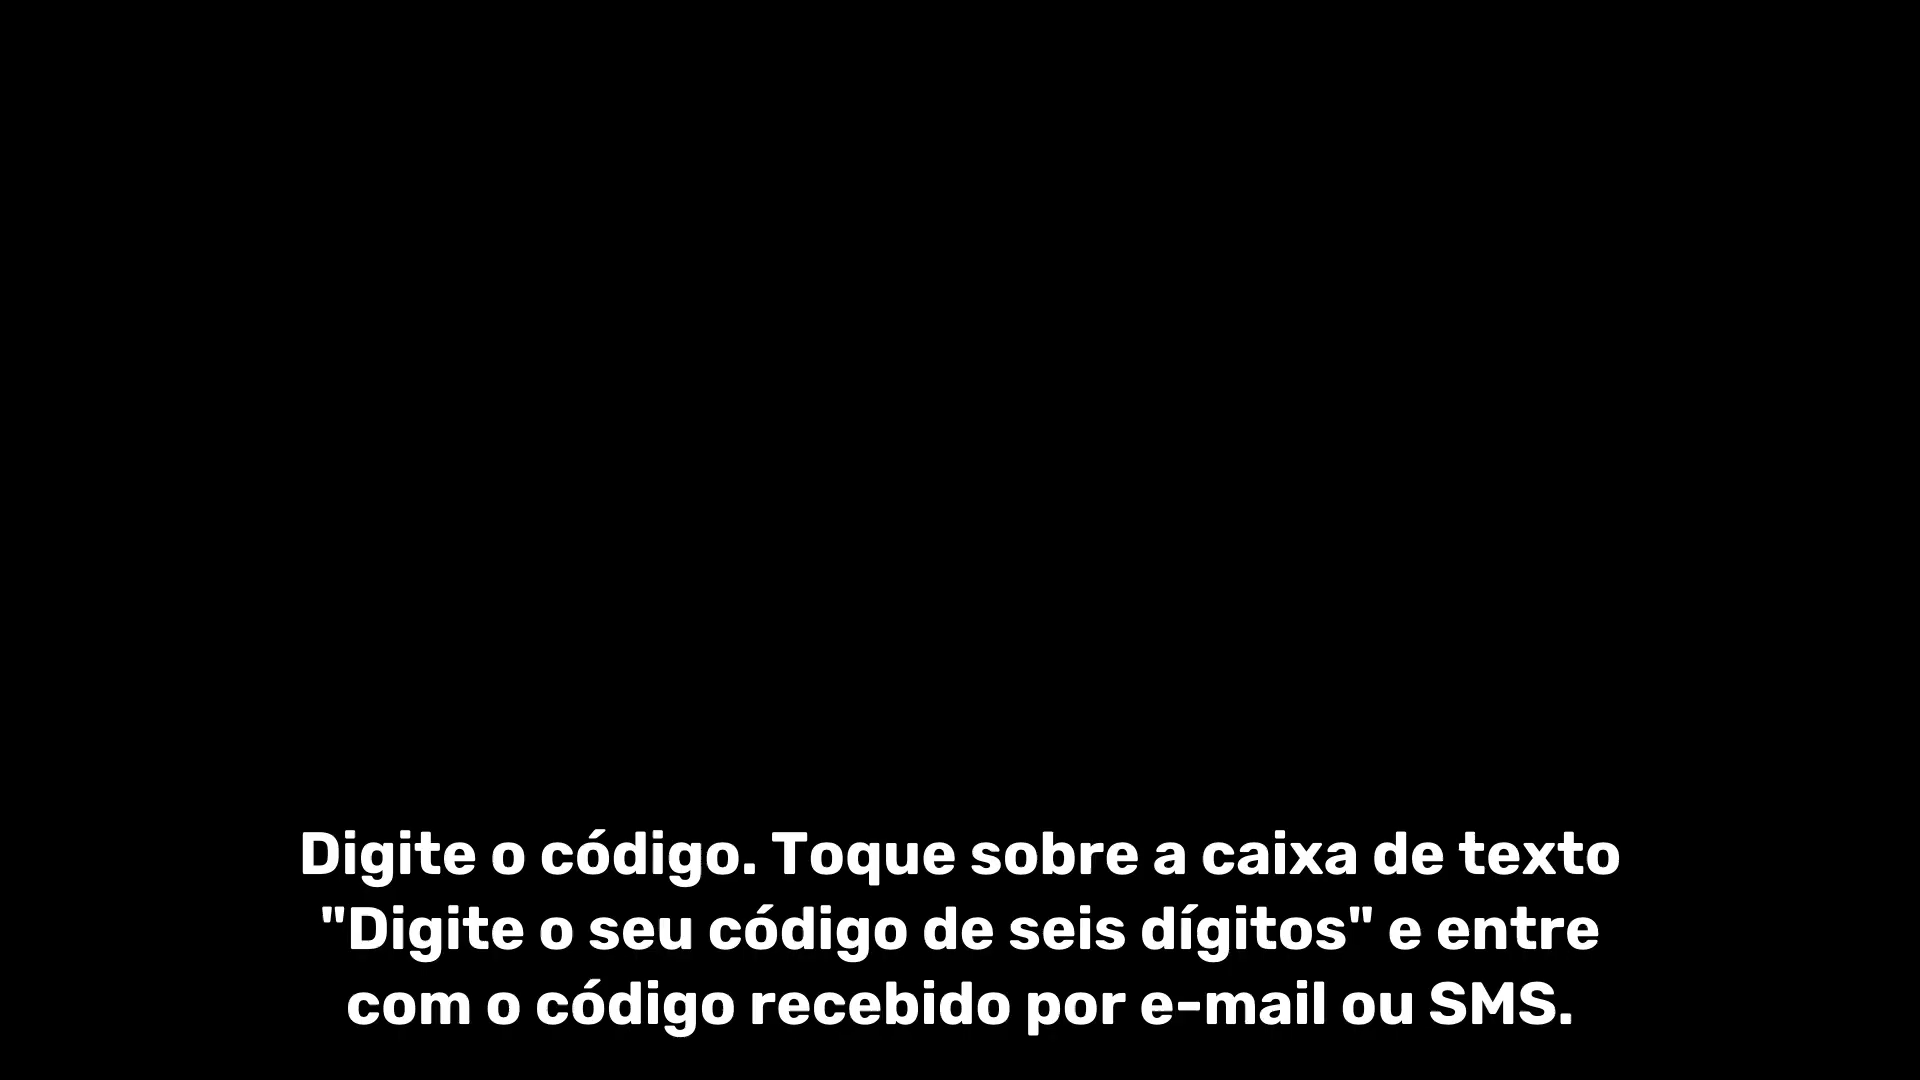 Digite o código. Toque sobre a caixa de texto
"Digite o seu código de seis dígitos" e entre
com o código recebido por e-mail ou SMS.